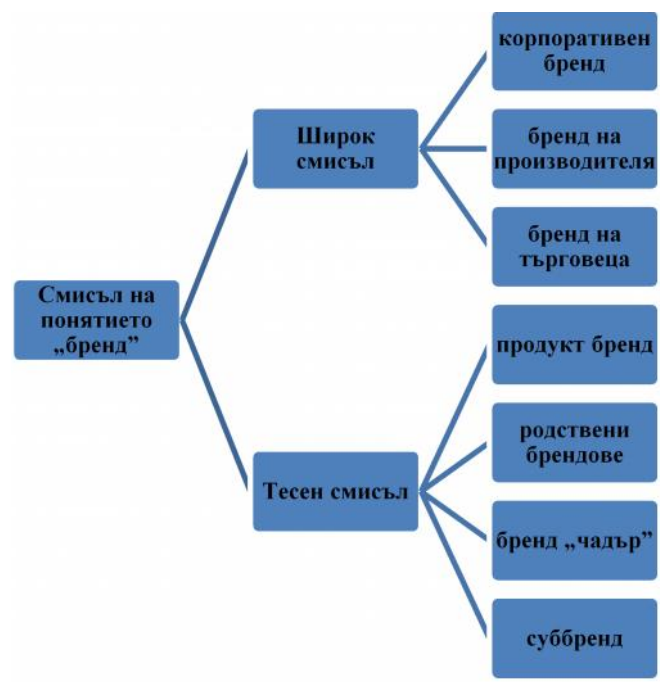 Смисъл на
понятието
„бренд”
Широк
смисъл
корпоративен
бренд
бренд на
производителя
бренд на
търговеца
Тесен смисъл
продукт бренд
родствени
брендове
бренд „чадър”
суббренд